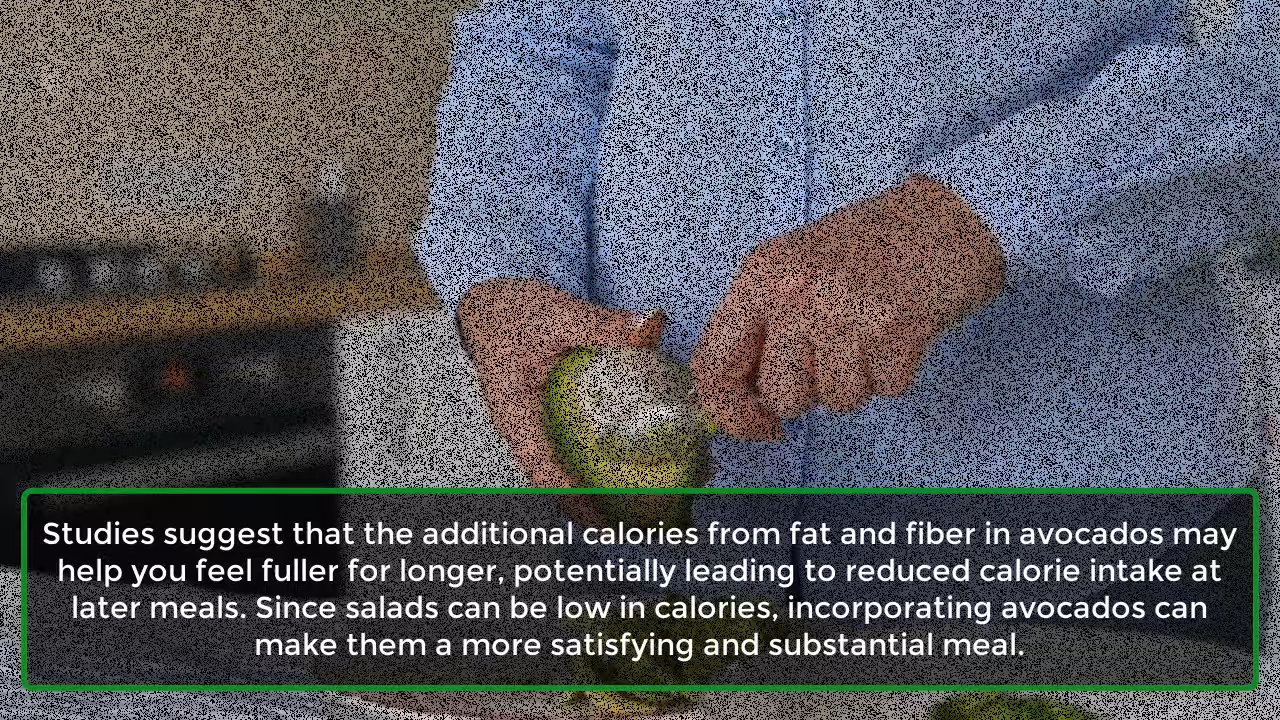 Studies suggest that the additional calories from fat and fiber in avocados may
help you feel fuller for longer, potentially leading to reduced calorie intake at
later meals. Since salads can be low in calories, incorporating avocados can
make them a more satisfying and substantial meal.